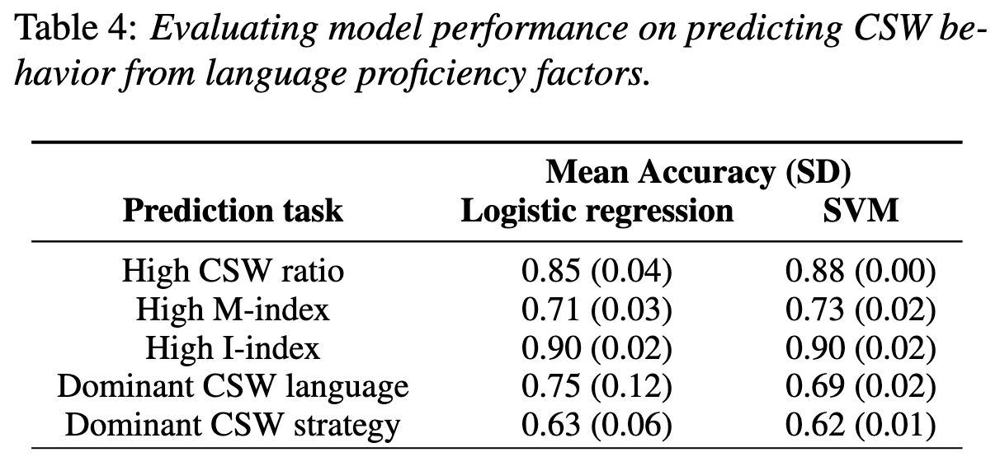 Table 4: Evaluating model performance on predicting CSW be-
havior from language proficiency factors.
Mean Accuracy (SD)
Prediction task Logistic regression SVM
High CSW ratio 0.85 (0.04) 0.88 (0.00)
High M-index 0.71 (0.03) 0.73 (0.02)
High I-index 0.90 (0.02) 0.90 (0.02)
Dominant CSW language 0.75 (0.12) 0.69 (0.02)
Dominant CSW strategy 0.63 (0.06) 0.62 (0.01)